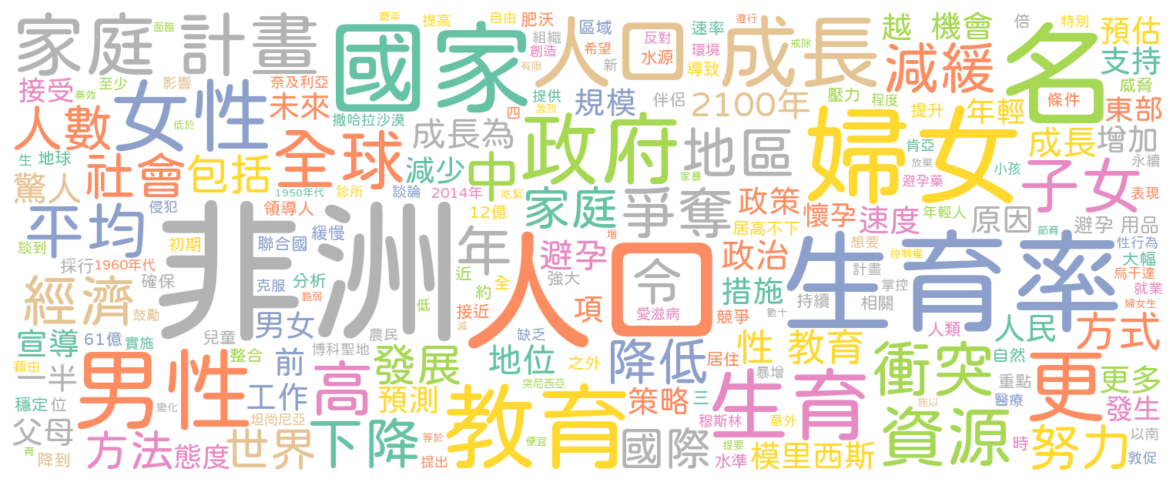 家庭 計畫
面臨
國家
慶幸
提高
自由
肥沃
人口
區域
組織
創造
有限
希望
新
反對
水源
速率
環境
導致
遵行
成長
戒除
越 機會
倍
特別
預估
支持
威脅
減緩
名
接受
至少
奏效
影響
女性
低於
奈及利亞
未來
撒哈拉沙漠
四
提供
激烈
規模
伴侶
2100年
壓力
程度
提升
年輕
條件
東部
人數
生
地球
社會
包括
全球
成長為
減少
中
政府
家暴
地區
婦女
肯亞
放棄
避孕藥
小孩
成長
增加
永續
子女
表現
驚人
1950年代
診所
談論
2014年
吃緊
家庭
爭奪
政策
懷孕
居高不下
速度
年輕人
原因
節育
避孕 用品
平均
侵犯
領導人
12億
談到
初期
聯合國
緩慢
非洲
年
近
約
全
增
避孕
強大
人口
令
愛滋病
政治
措施
競爭
想要
控制權
計畫
掌控
相關
持續
數十
生育率
性行為
大幅
烏干達
就業
婦女生
採行
1960年代
確保
克服
分析
脆弱
低
接近
減
項
經濟
鼓勵
男女
兒童
農民
宣導
61億
實施
整合
前
博科聖地
缺乏
地位
之外
降低
居住
性 教育
人類
人民
方式
自然
藉由
一半
男性
工作
高
發展
突尼西亞
暴增
生育
衝突
重點
醫療
更
更多
發生
穩定
位
變化
坦尚尼亞
預測
教育
策略
三
穆斯林
意外
施以
資源
父母
方法
態度
世界
下降
等於
提出
便宜
國際
提要
水準
模里西斯
時
努力
以南
敦促
育
降到